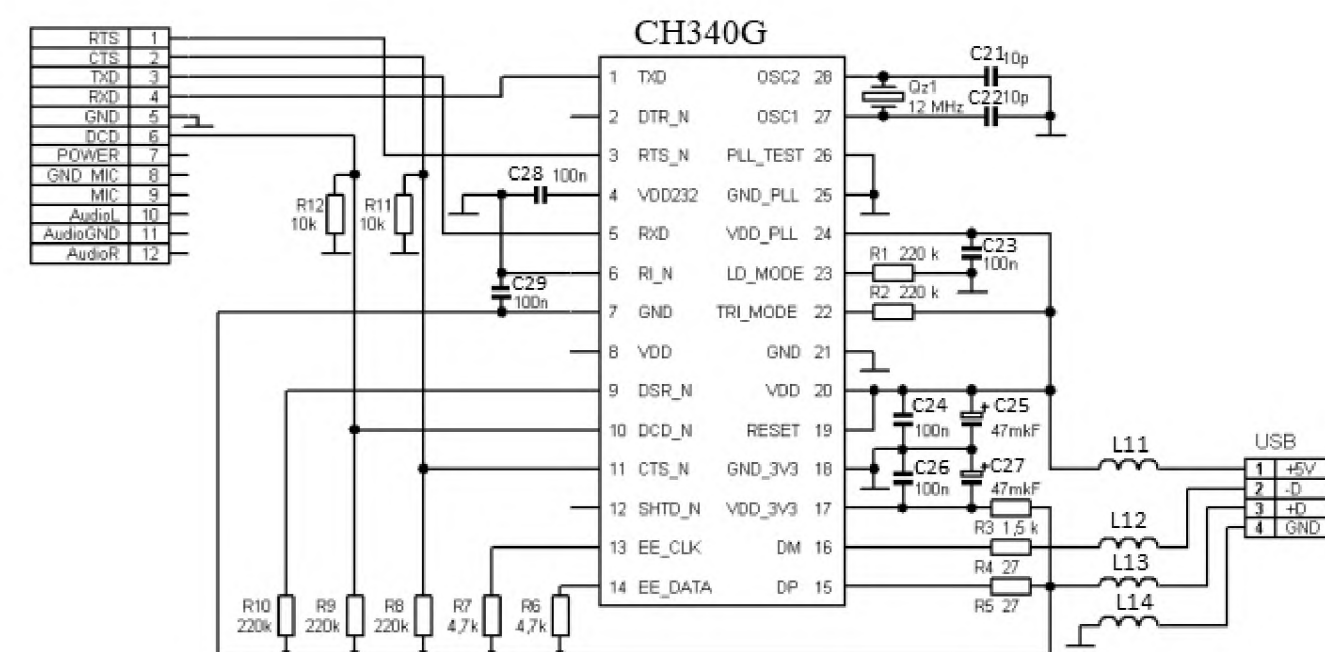 CH340G
RTS 1
CTS 2
TXD 3
RXD 4
GND 5
DCD 6
POWER 7
GND MIC 8
MIC 9
AudioL 10
AudioGND 11
AudioR 12
R12
10k
R11
10k
C28 100n
C29
100n
1 TXD OSC2 28
2 DTR_N OSC1 27
3 RTS_N PLL_TEST 26
4 VDD232 GND_PLL 25
5 RXD VDD_PLL 24
6 RI_N LD_MODE 23
7 GND TRI_MODE 22
8 VDD GND 21
9 DSR_N VDD 20
10 DCD_N RESET 19
11 CTS_N GND_3V3 18
12 SHTD_N VDD_3V3 17
13 EE_CLK DM 16
14 EE_DATA DP 15
C21 10p
Qz1
12 MHz
C22 10p
C23
100n
R1 220 k
R2 220 k
C24
100n
+ C25
47mkF
C26
100n
+ C27
47mkF
R3 1,5 k
R4 27
R5 27
L11
L12
L13
L14
USB
1 +5V
2 -D
3 +D
4 GND
R10
220k
R9
220k
R8
220k
R7
4,7k
R6
4,7k